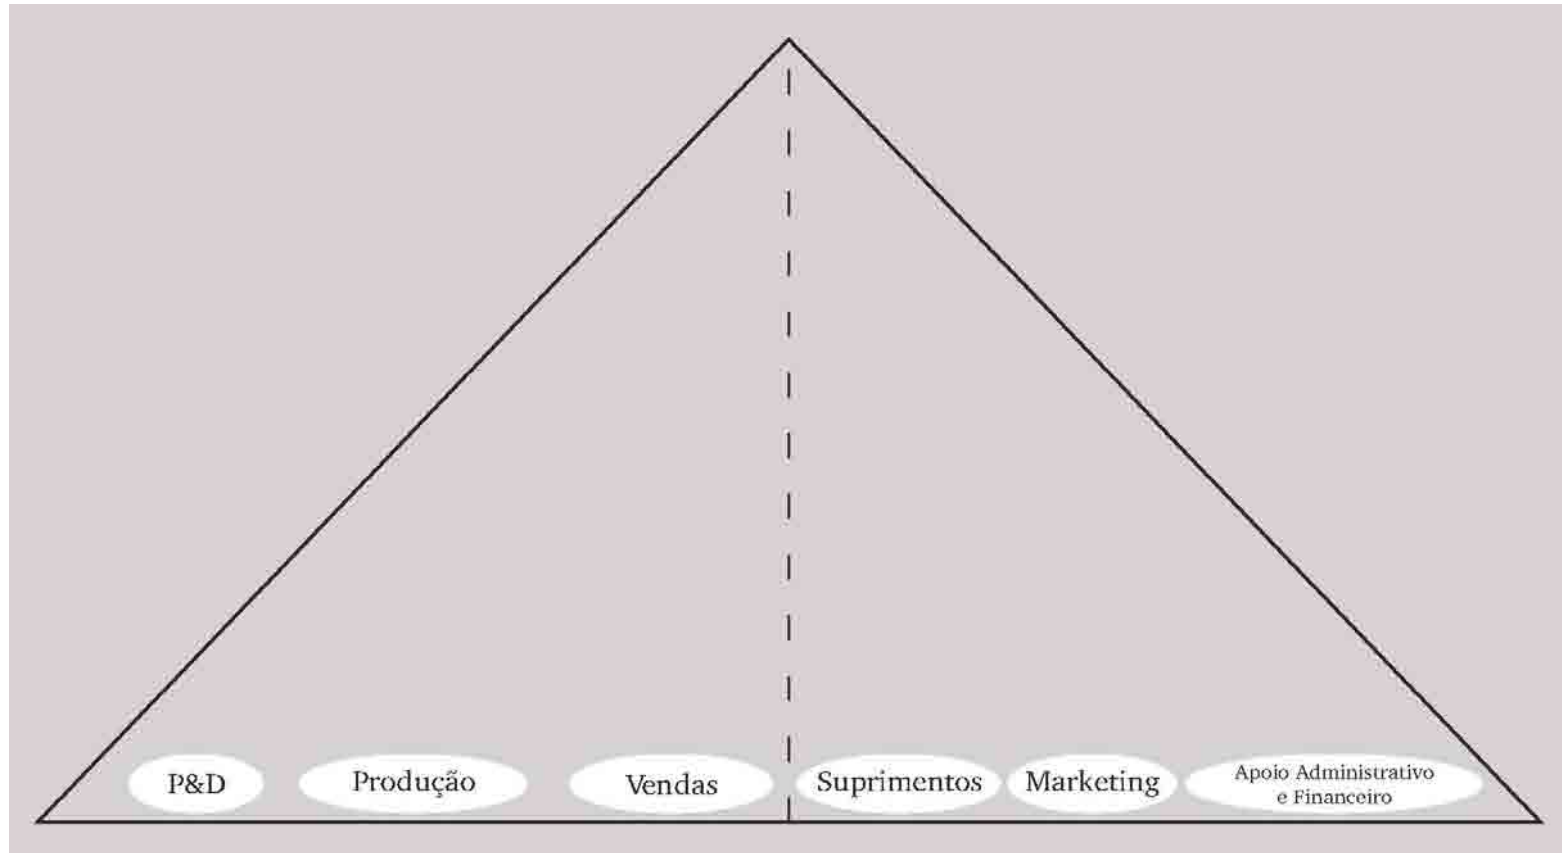 P&D
Produção
Vendas
Suprimentos
Marketing
Apoio Administrativo
e Financeiro